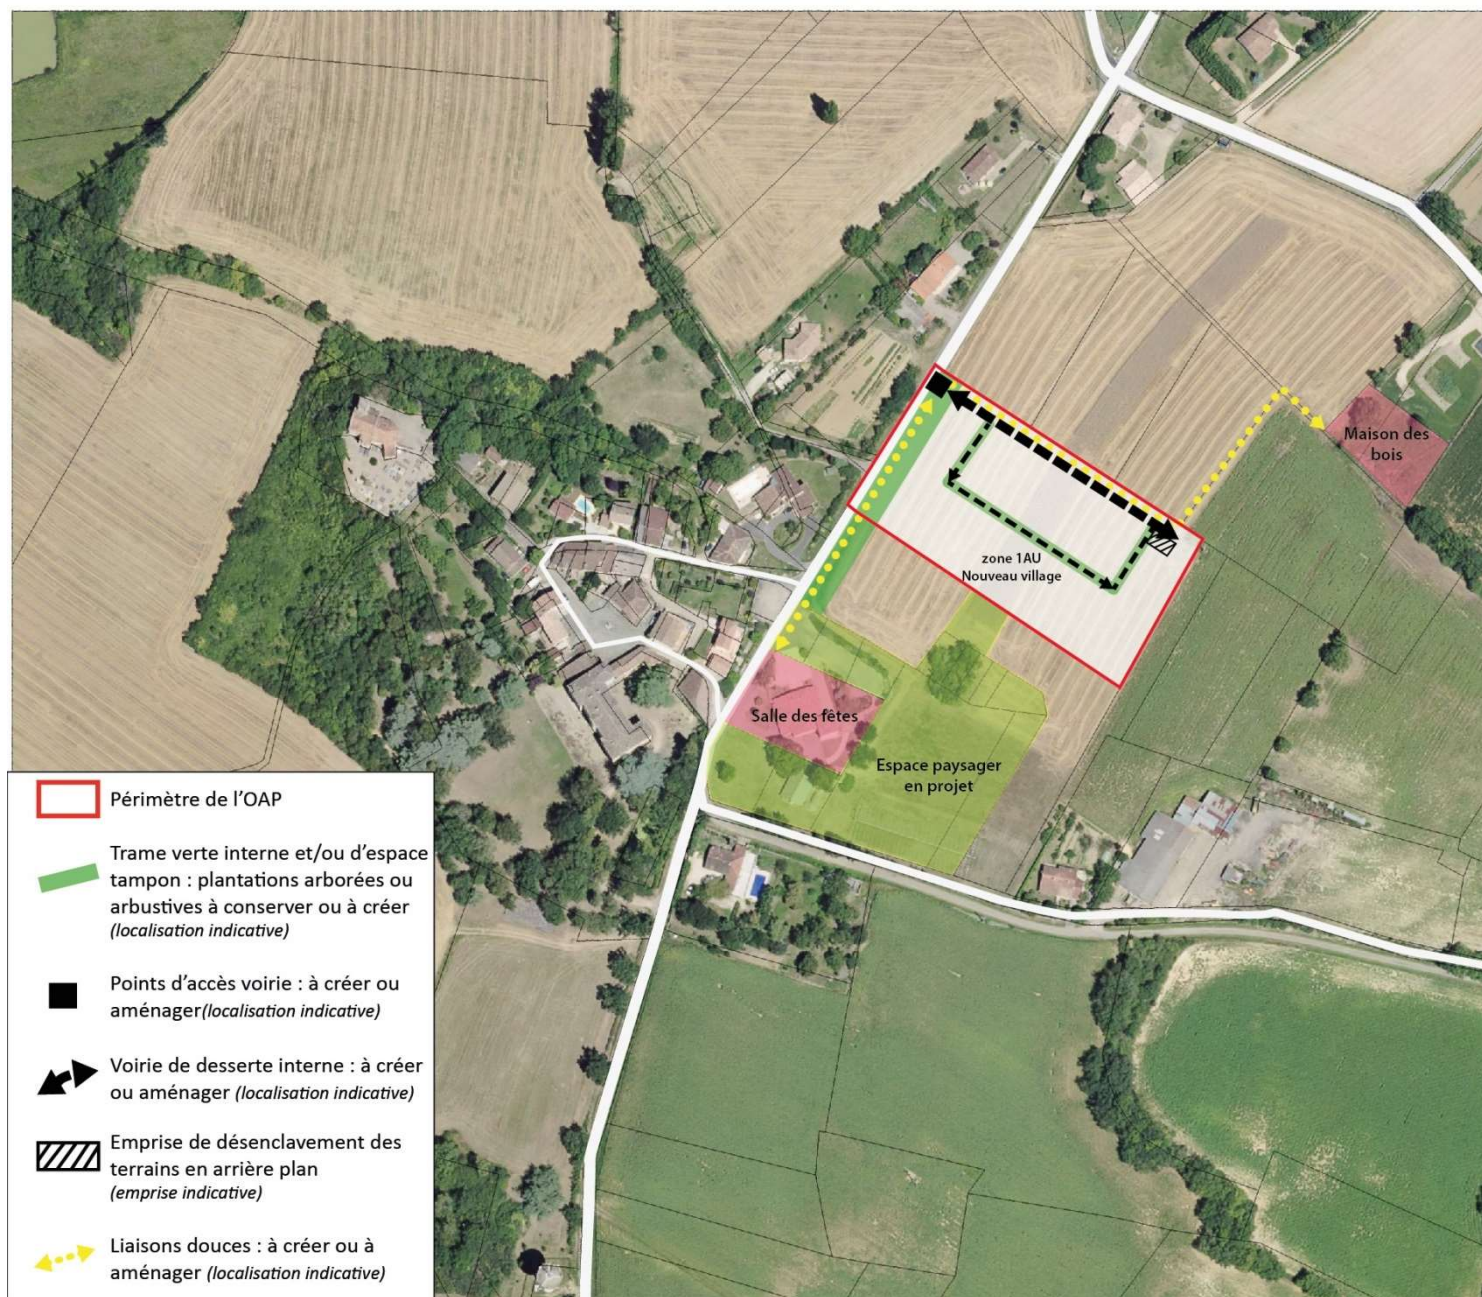 Maison des
bois
zone 1AU
Nouveau village
Salle des fêtes
Espace paysager
en projet
Périmètre de l’OAP
Trame verte interne et/ou d’espace
tampon : plantations arborées ou
arbustives à conserver ou à créer
(localisation indicative)
Points d’accès voirie : à créer ou
aménager(localisation indicative)
Voirie de desserte interne : à créer
ou aménager (localisation indicative)
Emprise de désenclavement des
terrains en arrière plan
(emprise indicative)
Liaisons douces : à créer ou à
aménager (localisation indicative)